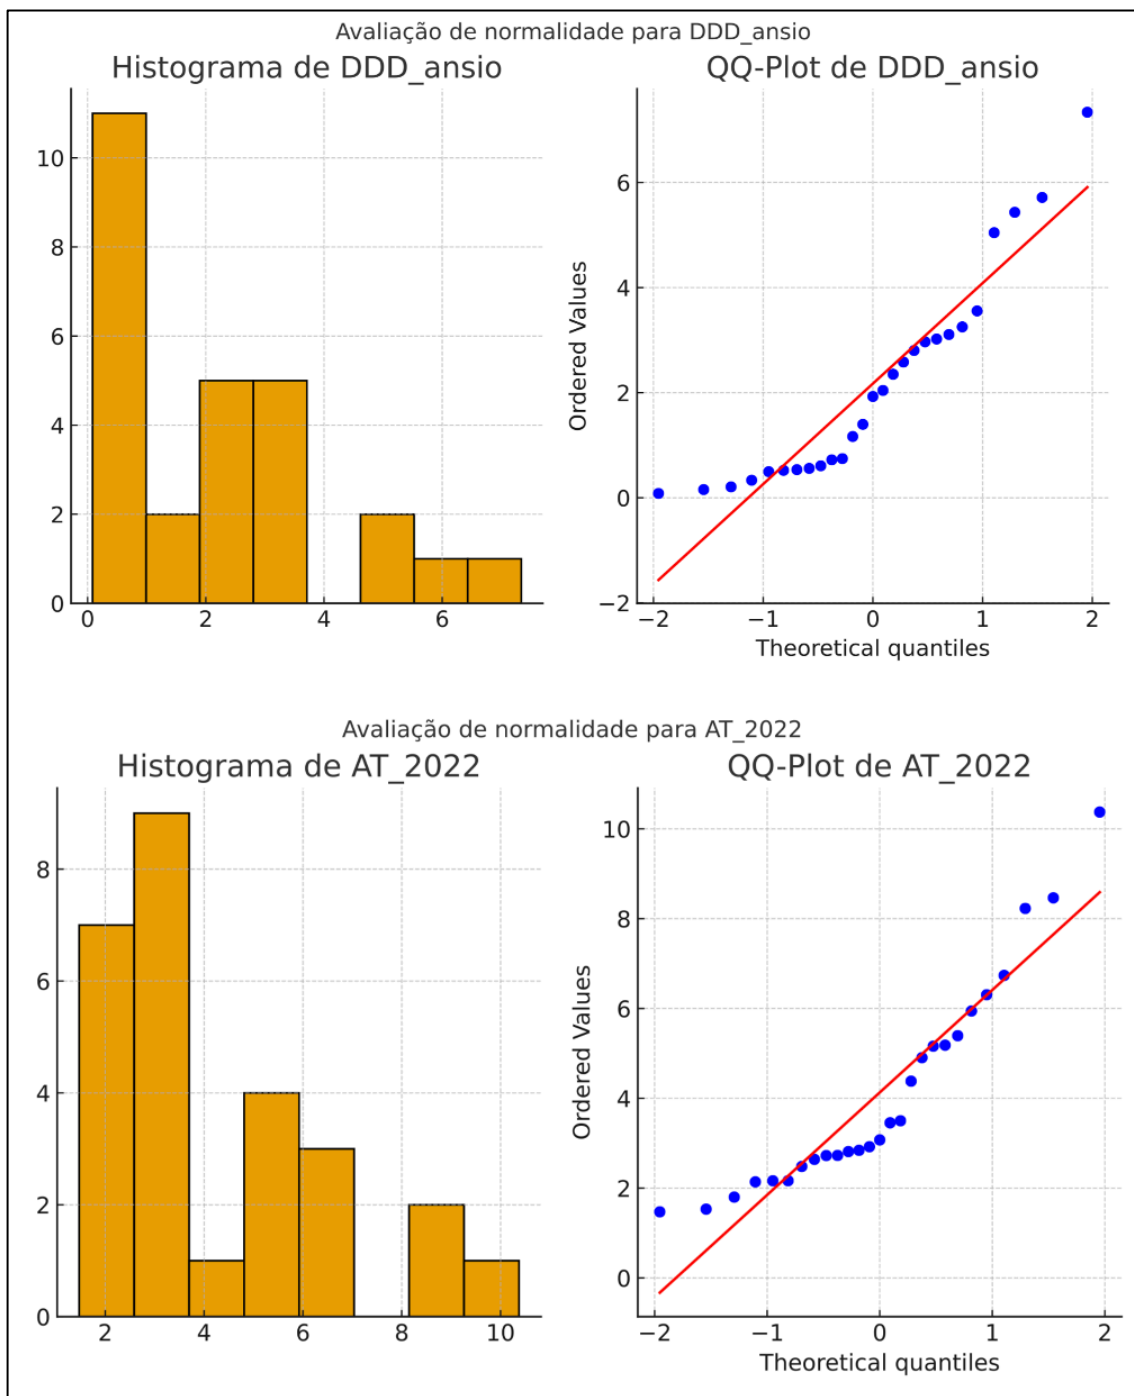 Avaliação de normalidade para DDD_ansio
Histograma de DDD_ansio
QQ-Plot de DDD_ansio
10
8
6
4
2
0
0 2 4 6
Ordered Values
6
4
2
0
−2
−2 −1 0 1 2
Theoretical quantiles
Avaliação de normalidade para AT_2022
Histograma de AT_2022
QQ-Plot de AT_2022
8
6
4
2
0
2 4 6 8 10
Ordered Values
10
8
6
4
2
0
−2 −1 0 1 2
Theoretical quantiles